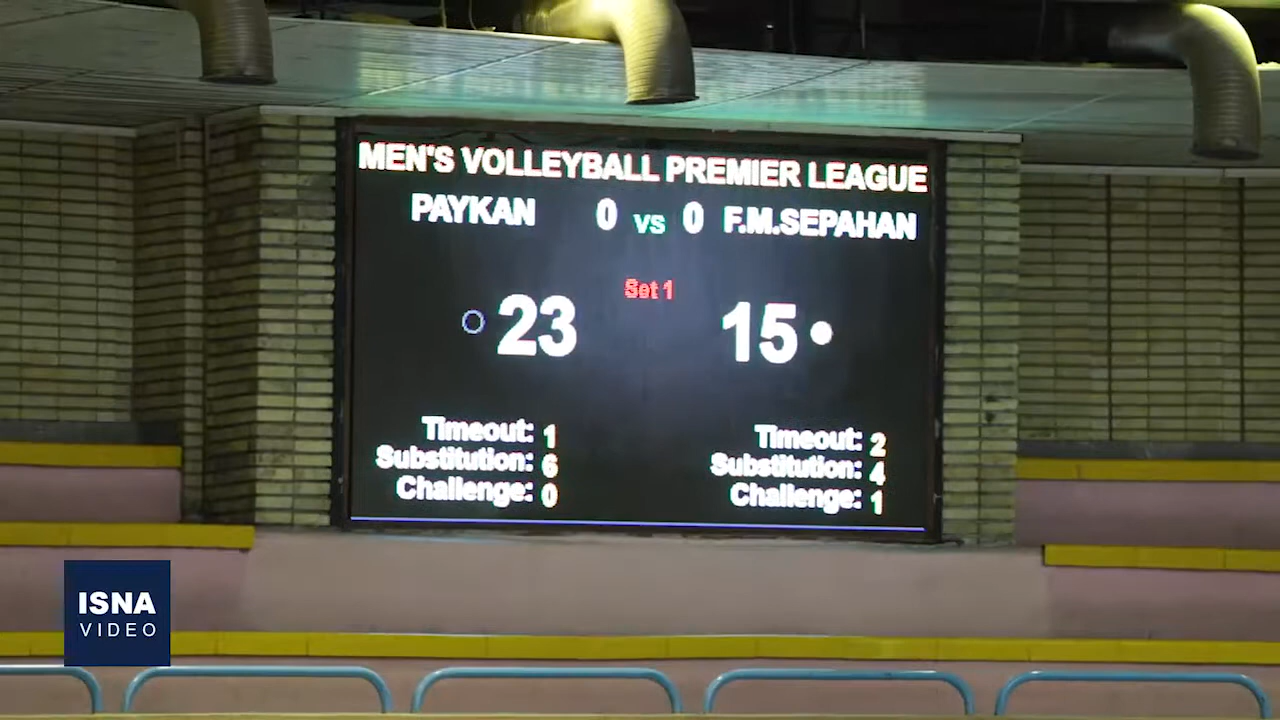 MEN'S VOLLEYBALL PREMIER LEAGUE
PAYKAN 0 vs 0 F.M.SEPAHAN
Set 1
23 15
Timeout: 1 Timeout: 2
Substitution: 6 Substitution: 4
Challenge: 0 Challenge: 1
ISNA
VIDEO